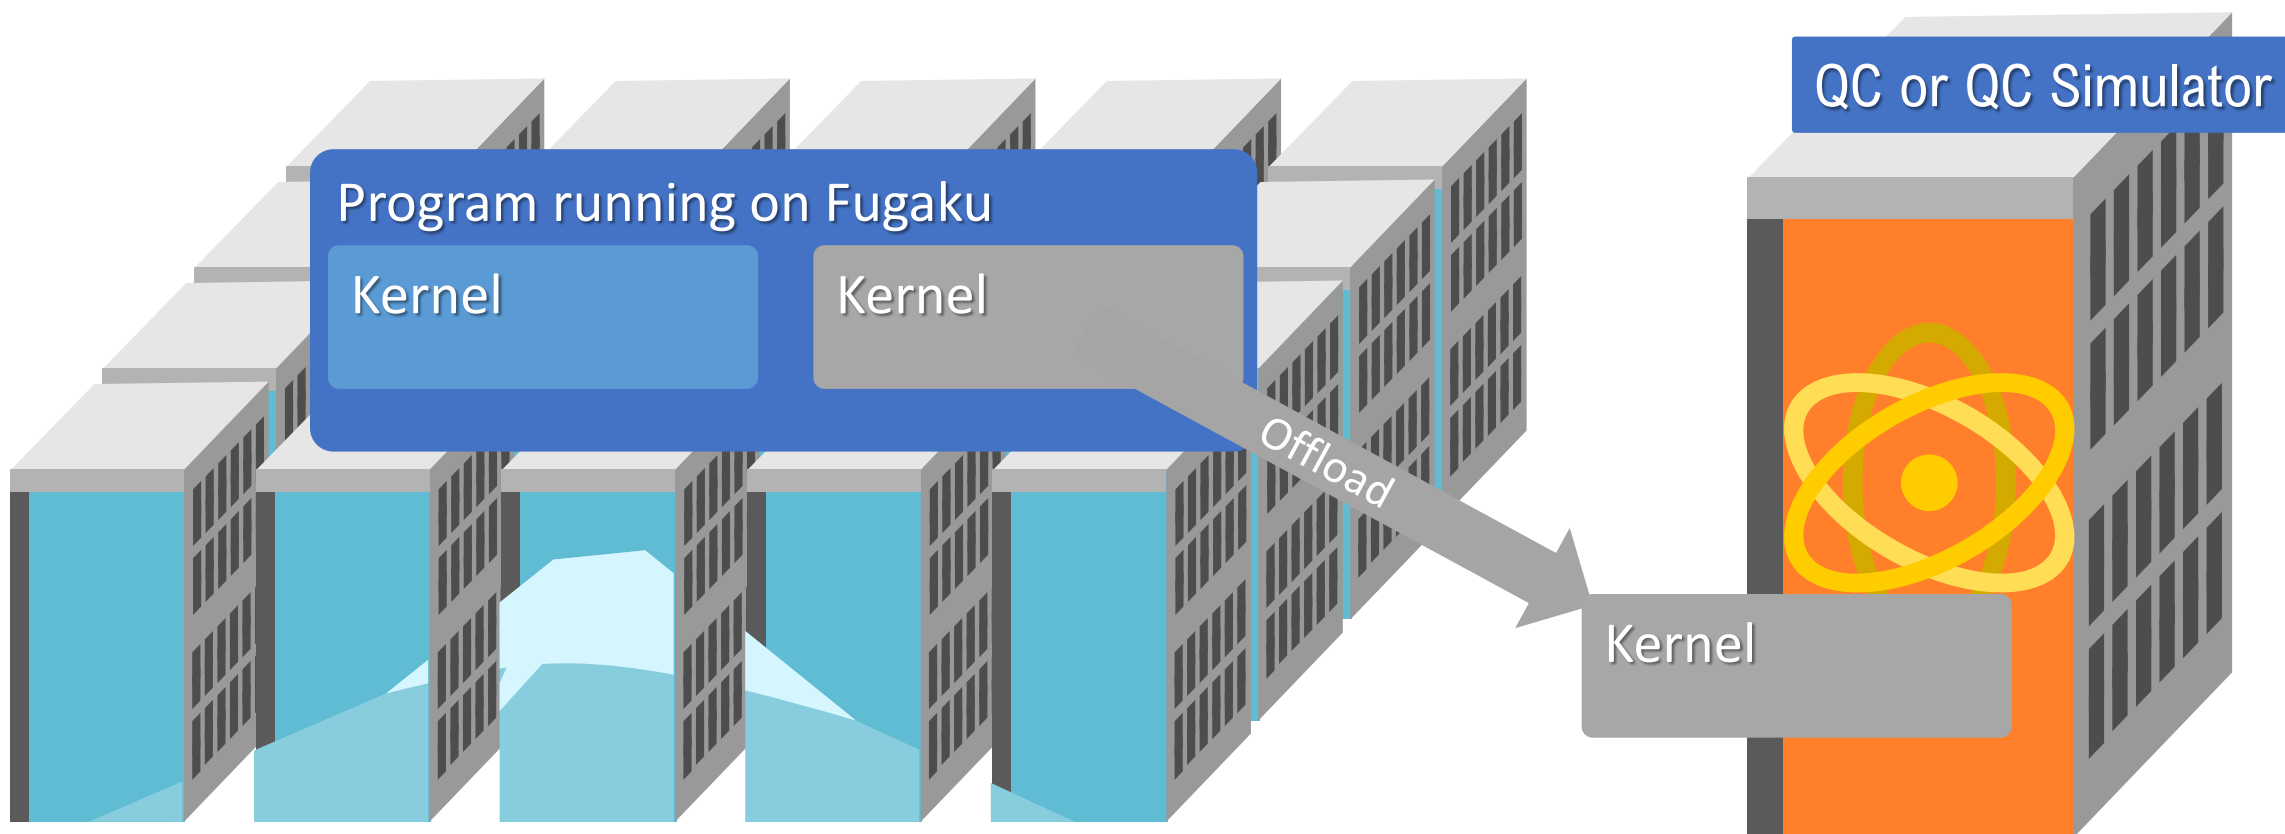 QC or QC Simulator
Program running on Fugaku
Kernel
Kernel
Offload
Kernel